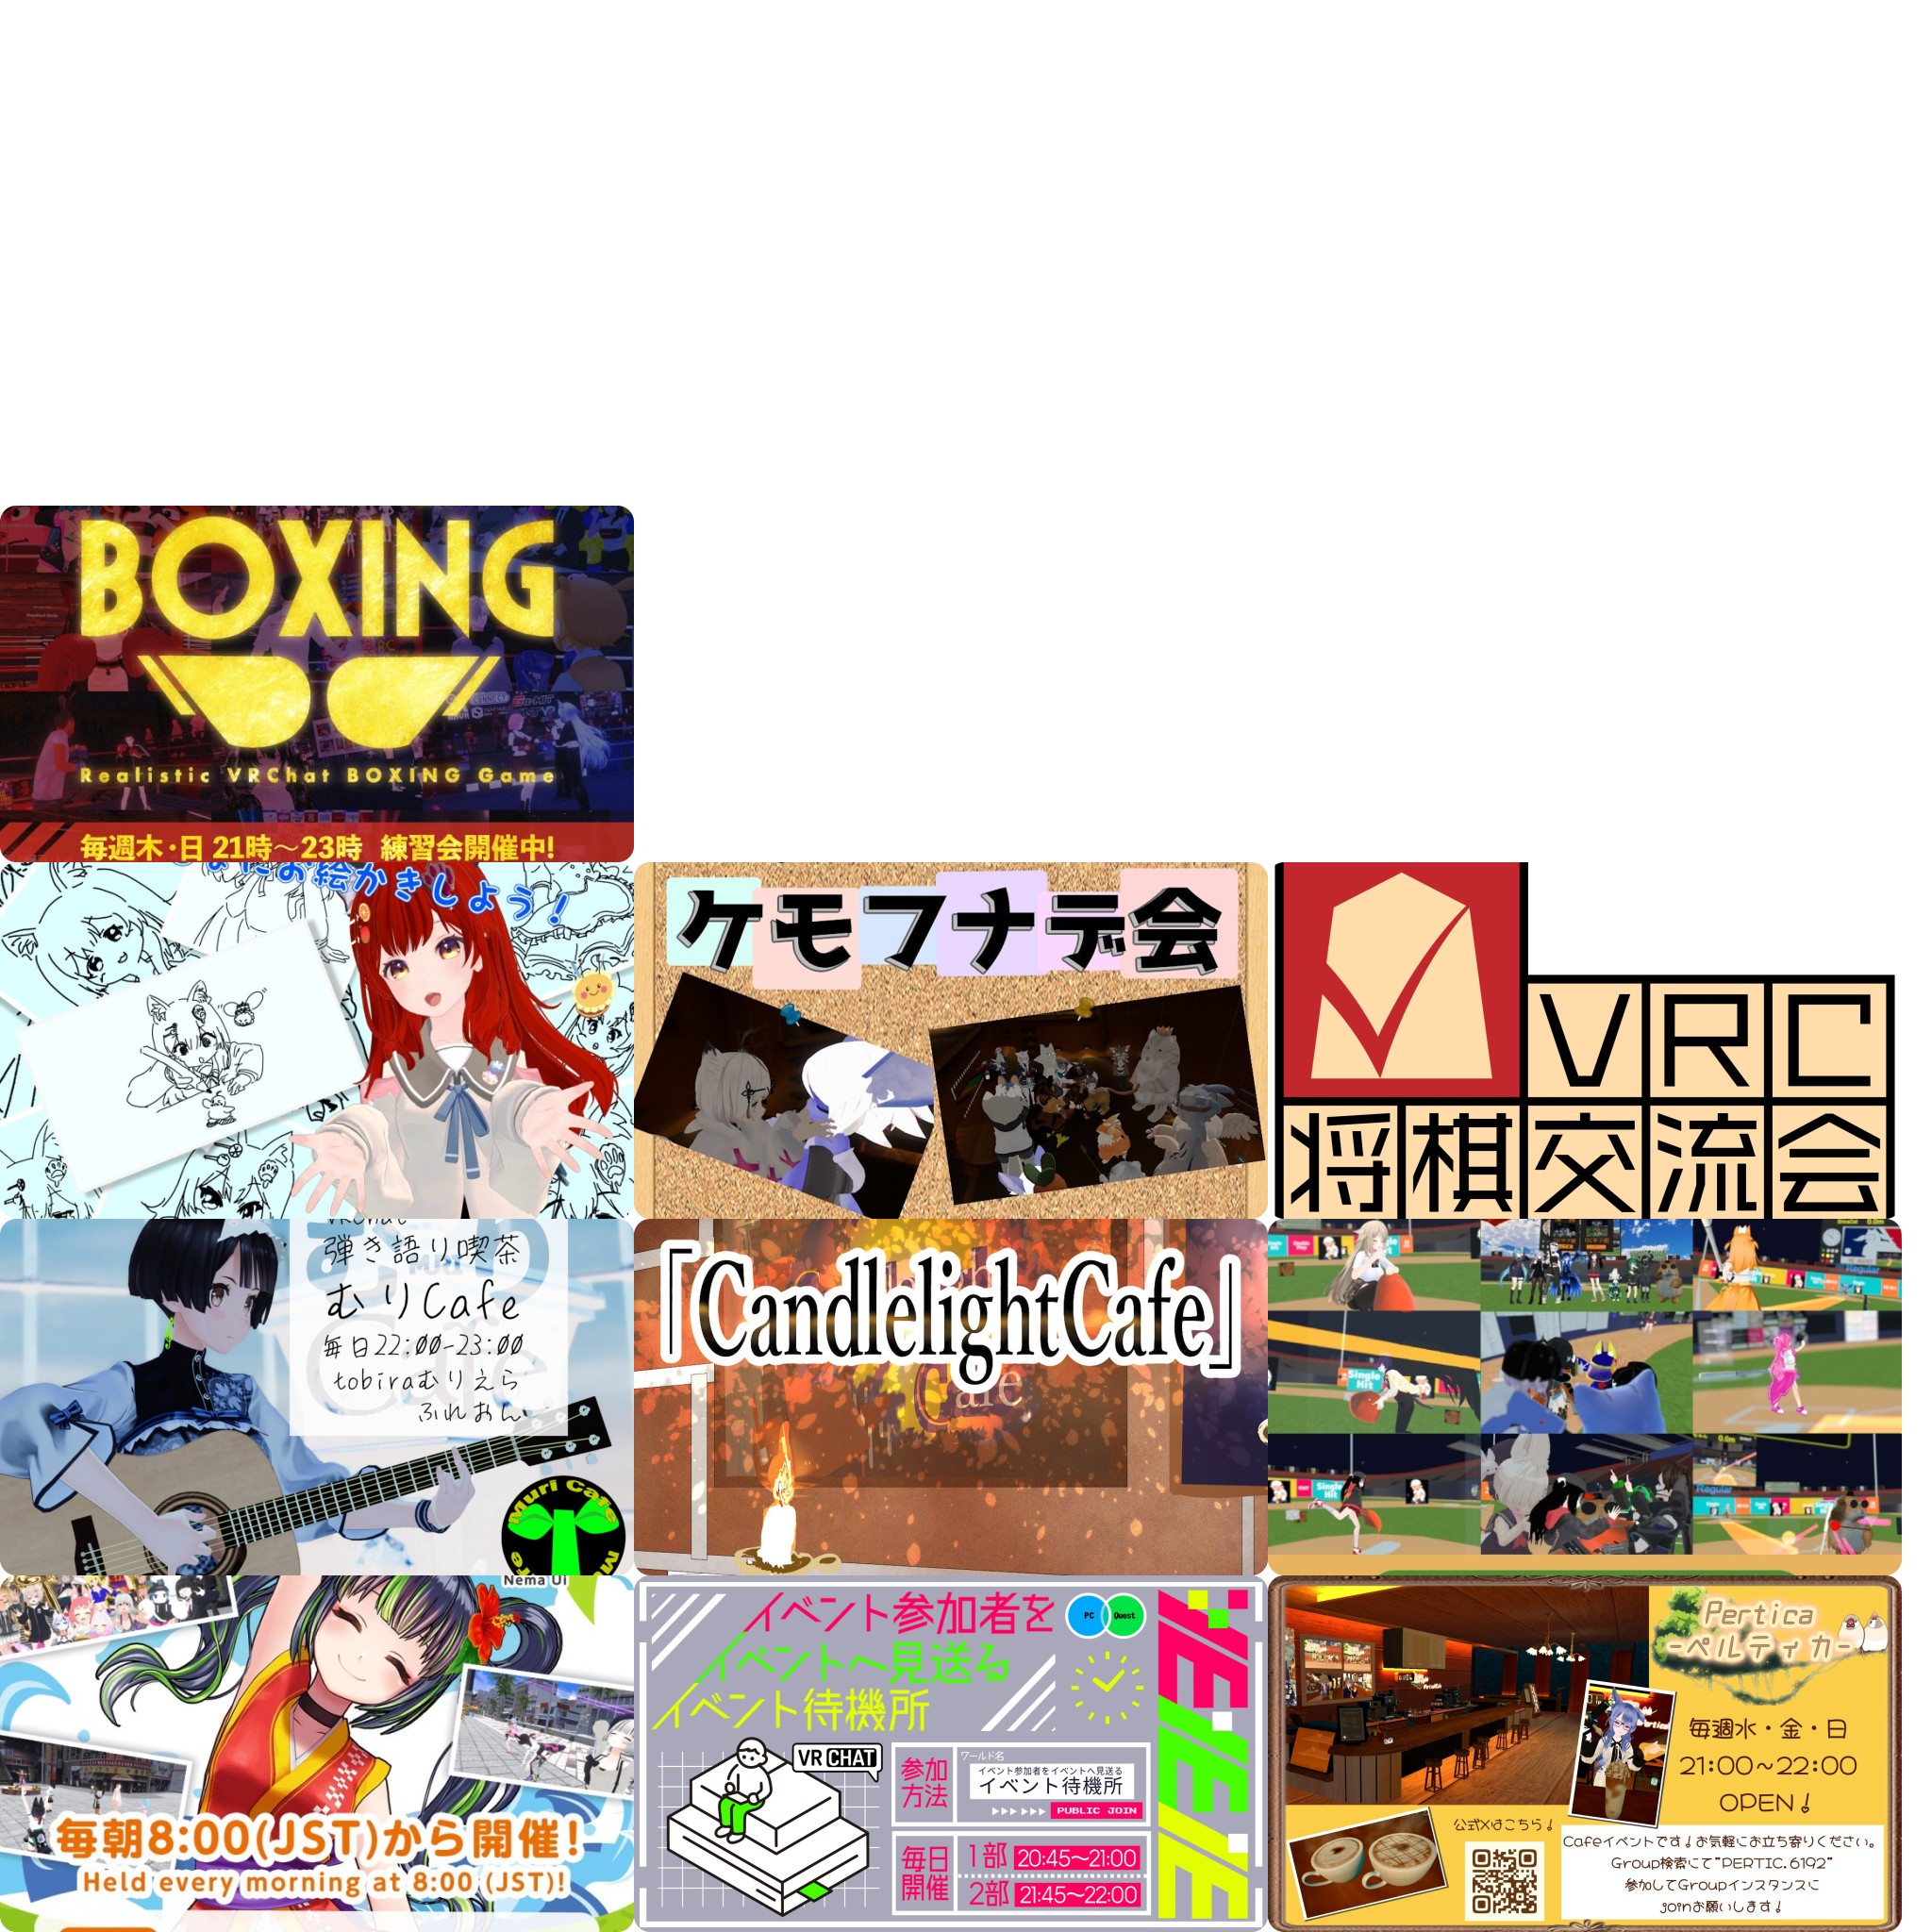 BOXING
Realistic VRChat BOXING Game
毎週木・日 21時～23時 練習会開催中!
お絵かきしよう!
ケモフナデ会
VRC
将棋交流会
VRChat
弾き語り喫茶
むりCafe
毎日22:00-23:00
tobiraむりえら
ふれおん
Muri Cafe
「CandlelightCafe」
Cafe
Single Hit
Single Hit
Single Hit
Regular
Regular
Nema UI
毎朝8:00(JST)から開催!
Held every morning at 8:00 (JST)!
イベント参加者を
イベントへ見送る
イベント待機所
PC
Quest
VRCHAT
参加方法
ワールド名
イベント参加者をイベントへ見送る
イベント待機所
PUBLIC JOIN
毎日開催
1部 20:45～21:00
2部 21:45～22:00
Pertica
-ペルティカ-
毎週水・金・日
21:00～22:00
OPEN!
公式Xはこちら!
Cafeイベントです!お気軽にお立ち寄りください。
Group検索にて"PERTIC.6192"
参加してGroupインスタンスに
joinお願いします!